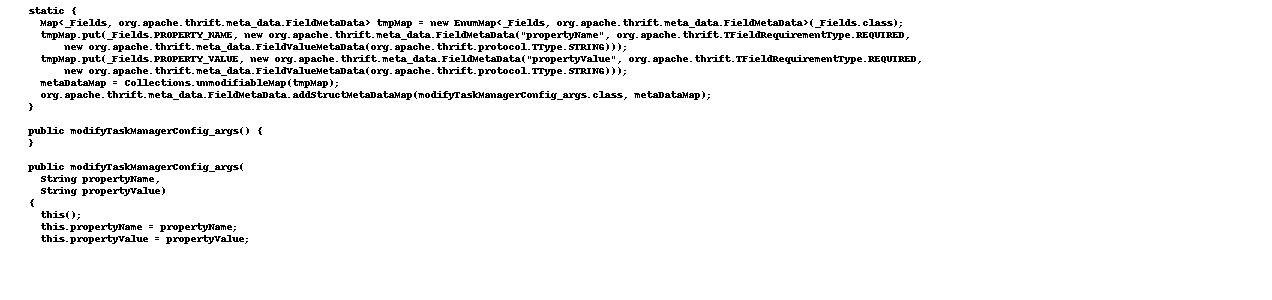 static {
  Map<_Fields, org.apache.thrift.meta_data.FieldMetaData> tmpMap = new EnumMap<_Fields, org.apache.thrift.meta_data.FieldMetaData>(_Fields.class);
  tmpMap.put(_Fields.PROPERTY_NAME, new org.apache.thrift.meta_data.FieldMetaData("propertyName", org.apache.thrift.TFieldRequirementType.REQUIRED,
      new org.apache.thrift.meta_data.FieldValueMetaData(org.apache.thrift.protocol.TType.STRING)));
  tmpMap.put(_Fields.PROPERTY_VALUE, new org.apache.thrift.meta_data.FieldMetaData("propertyValue", org.apache.thrift.TFieldRequirementType.REQUIRED,
      new org.apache.thrift.meta_data.FieldValueMetaData(org.apache.thrift.protocol.TType.STRING)));
  metaDataMap = Collections.unmodifiableMap(tmpMap);
  org.apache.thrift.meta_data.FieldMetaData.addStructMetaDataMap(modifyTaskManagerConfig_args.class, metaDataMap);
}

public modifyTaskManagerConfig_args() {
}

public modifyTaskManagerConfig_args(
  String propertyName,
  String propertyValue)
{
  this();
  this.propertyName = propertyName;
  this.propertyValue = propertyValue;